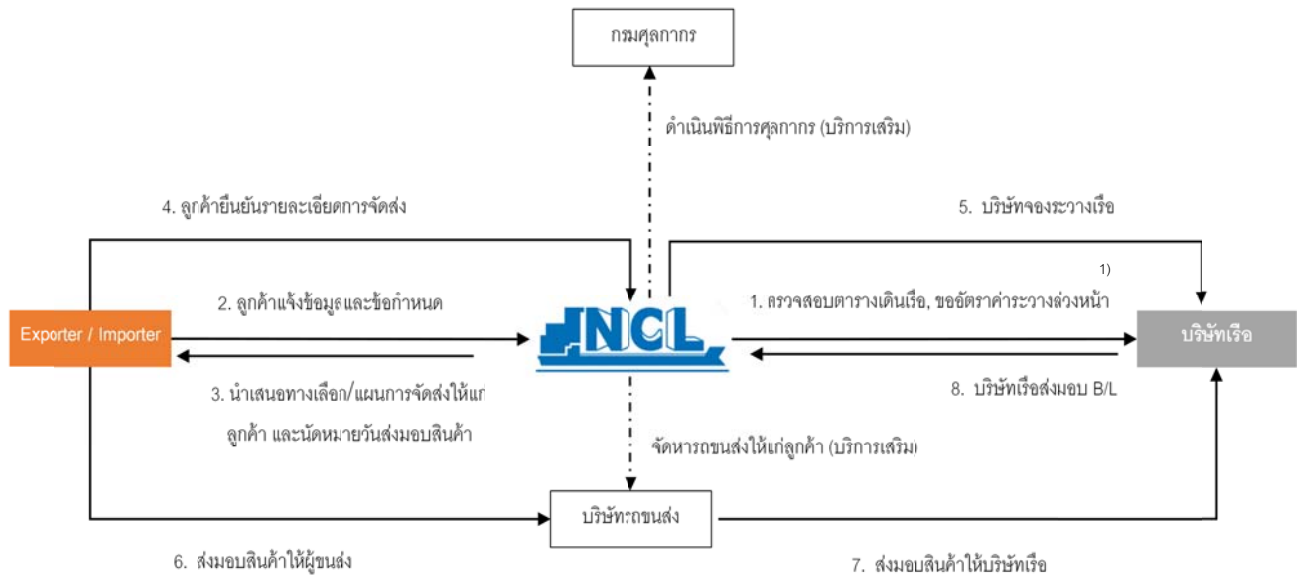 กรมศุลกากร
ดำเนินพิธีการศุลกากร (บริการเสริม)
4. ลูกค้ายืนยันรายละเอียดการจัดส่ง
5. บริษัทจองระวางเรือ
1)
2. ลูกค้าแจ้งข้อมูลและข้อกำหนด
1. ตรวจสอบตารางเดินเรือ, ขออัตราค่าระวางล่วงหน้า
Exporter / Importer
NCL
บริษัทเรือ
3. นำเสนอทางเลือก/แผนการจัดส่งให้แก่
ลูกค้า และนัดหมายวันส่งมอบสินค้า
8. บริษัทเรือส่งมอบ B/L
จัดหารถขนส่งให้แก่ลูกค้า (บริการเสริม)
บริษัทรถขนส่ง
6. ส่งมอบสินค้าให้ผู้ขนส่ง
7. ส่งมอบสินค้าให้บริษัทเรือ